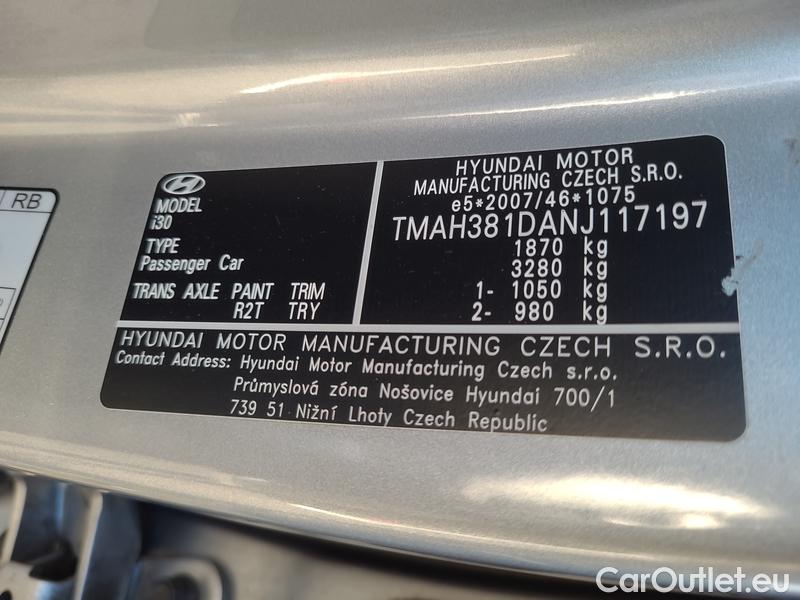 RB
MODEL
i30
TYPE
Passenger Car
TRANS AXLE PAINT TRIM
R2T TRY
HYUNDAI MOTOR
MANUFACTURING CZECH S.R.O.
e5*2007/46*1075
TMAH381DANJ117197
1870 kg
3280 kg
1- 1050 kg
2- 980 kg
HYUNDAI MOTOR MANUFACTURING CZECH S.R.O.
Contact Address: Hyundai Motor Manufacturing Czech s.r.o.
Průmyslová zóna Nošovice Hyundai 700/1
739 51 Nižní Lhoty Czech Republic
CarOutlet.eu